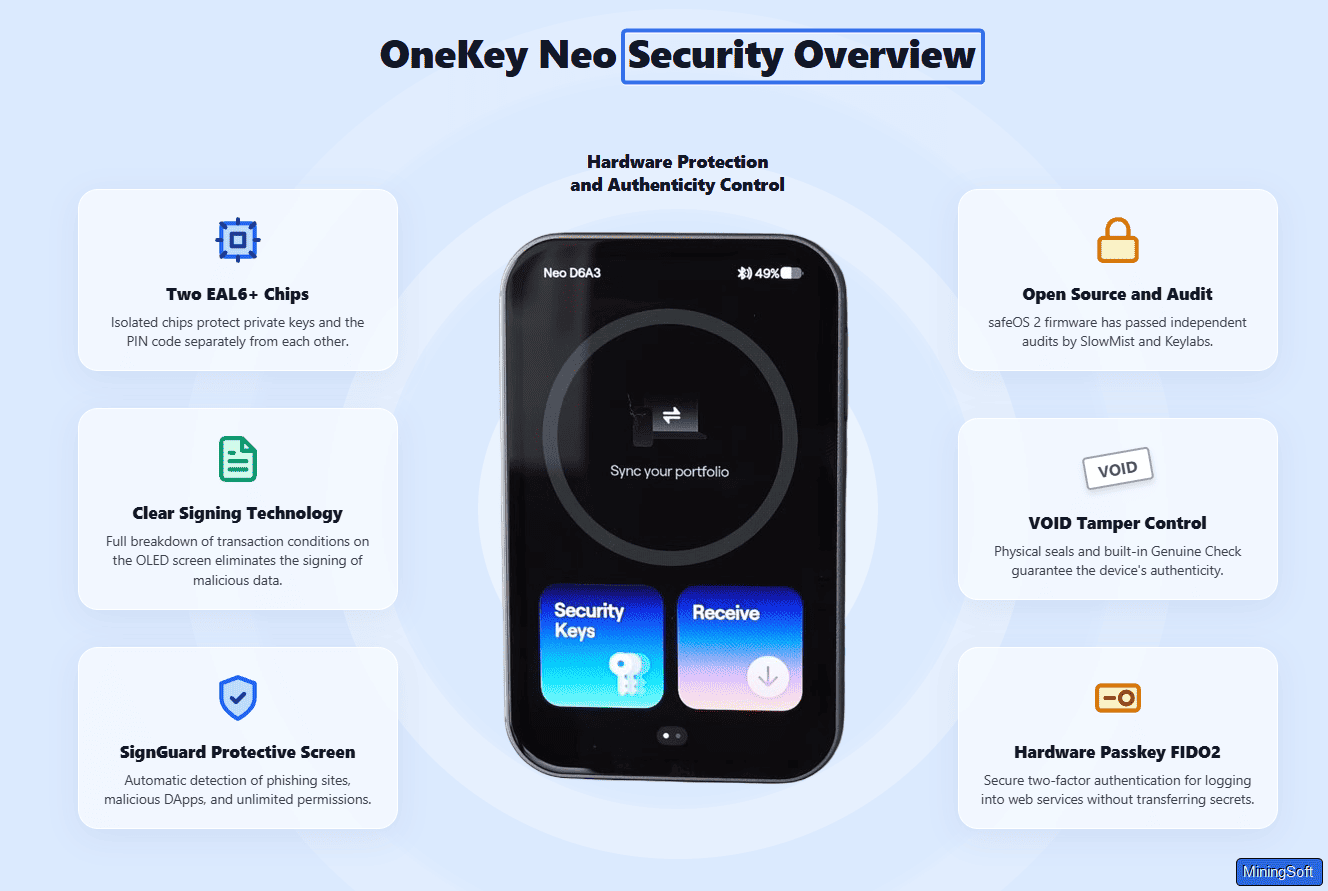 OneKey Neo Security Overview
Hardware Protection
and Authenticity Control
Two EAL6+ Chips
Isolated chips protect private keys and the
PIN code separately from each other.
Clear Signing Technology
Full breakdown of transaction conditions on
the OLED screen eliminates the signing of
malicious data.
SignGuard Protective Screen
Automatic detection of phishing sites,
malicious DApps, and unlimited permissions.
Neo D6A3
49%
Sync your portfolio
Security
Keys
Receive
Open Source and Audit
safeOS 2 firmware has passed independent
audits by SlowMist and Keylabs.
VOID
VOID Tamper Control
Physical seals and built-in Genuine Check
guarantee the device's authenticity.
Hardware Passkey FIDO2
Secure two-factor authentication for logging
into web services without transferring secrets.
MiningSoft